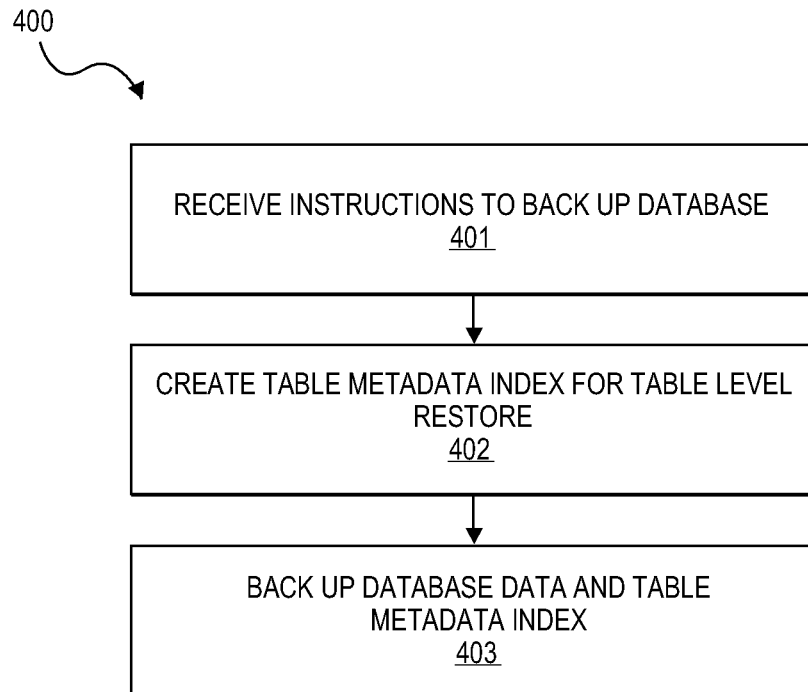 400
RECEIVE INSTRUCTIONS TO BACK UP DATABASE
401
CREATE TABLE METADATA INDEX FOR TABLE LEVEL
RESTORE
402
BACK UP DATABASE DATA AND TABLE
METADATA INDEX
403